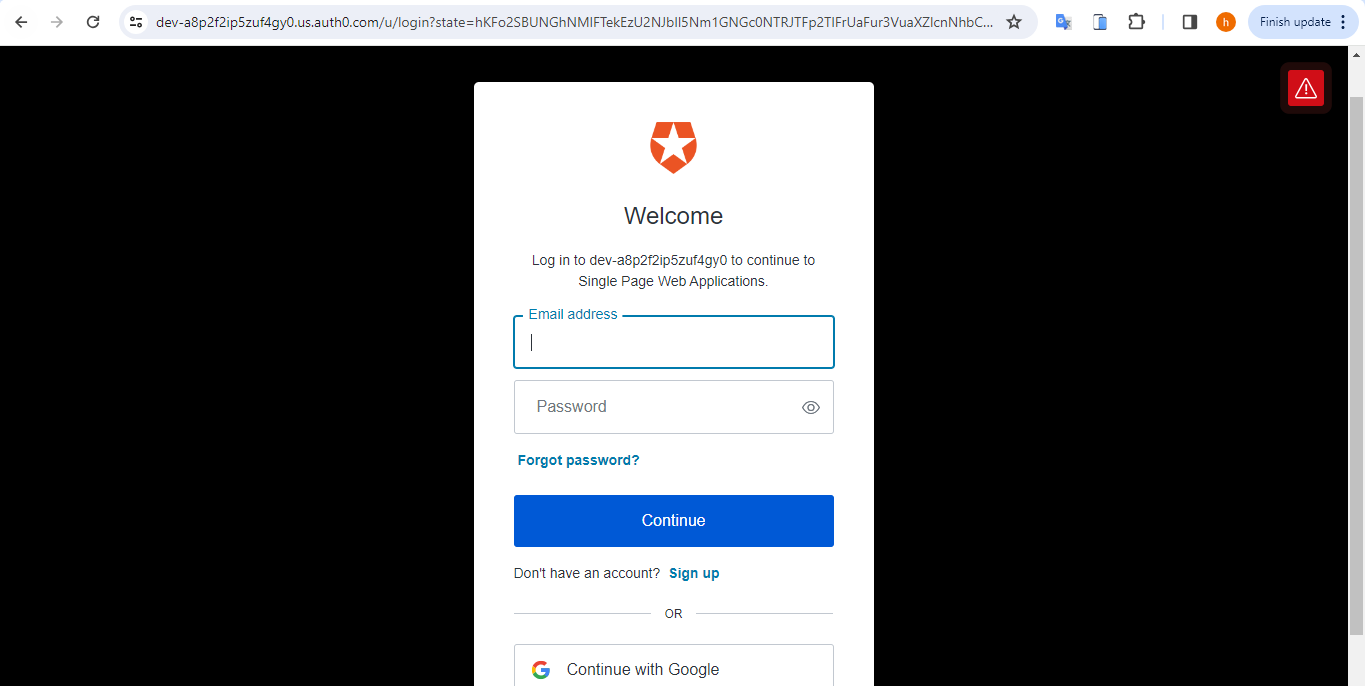 dev-a8p2f2ip5zuf4gy0.us.auth0.com/u/login?state=hKFo2SBUNGhNMlFTekEzU2NJbll5Nm1GNGc0NTRJTFp2TlFrUaFur3VuaXZlcnNhbC...
h
Finish update
Welcome
Log in to dev-a8p2f2ip5zuf4gy0 to continue to
Single Page Web Applications.
Email address
Password
Forgot password?
Continue
Don't have an account? Sign up
OR
Continue with Google